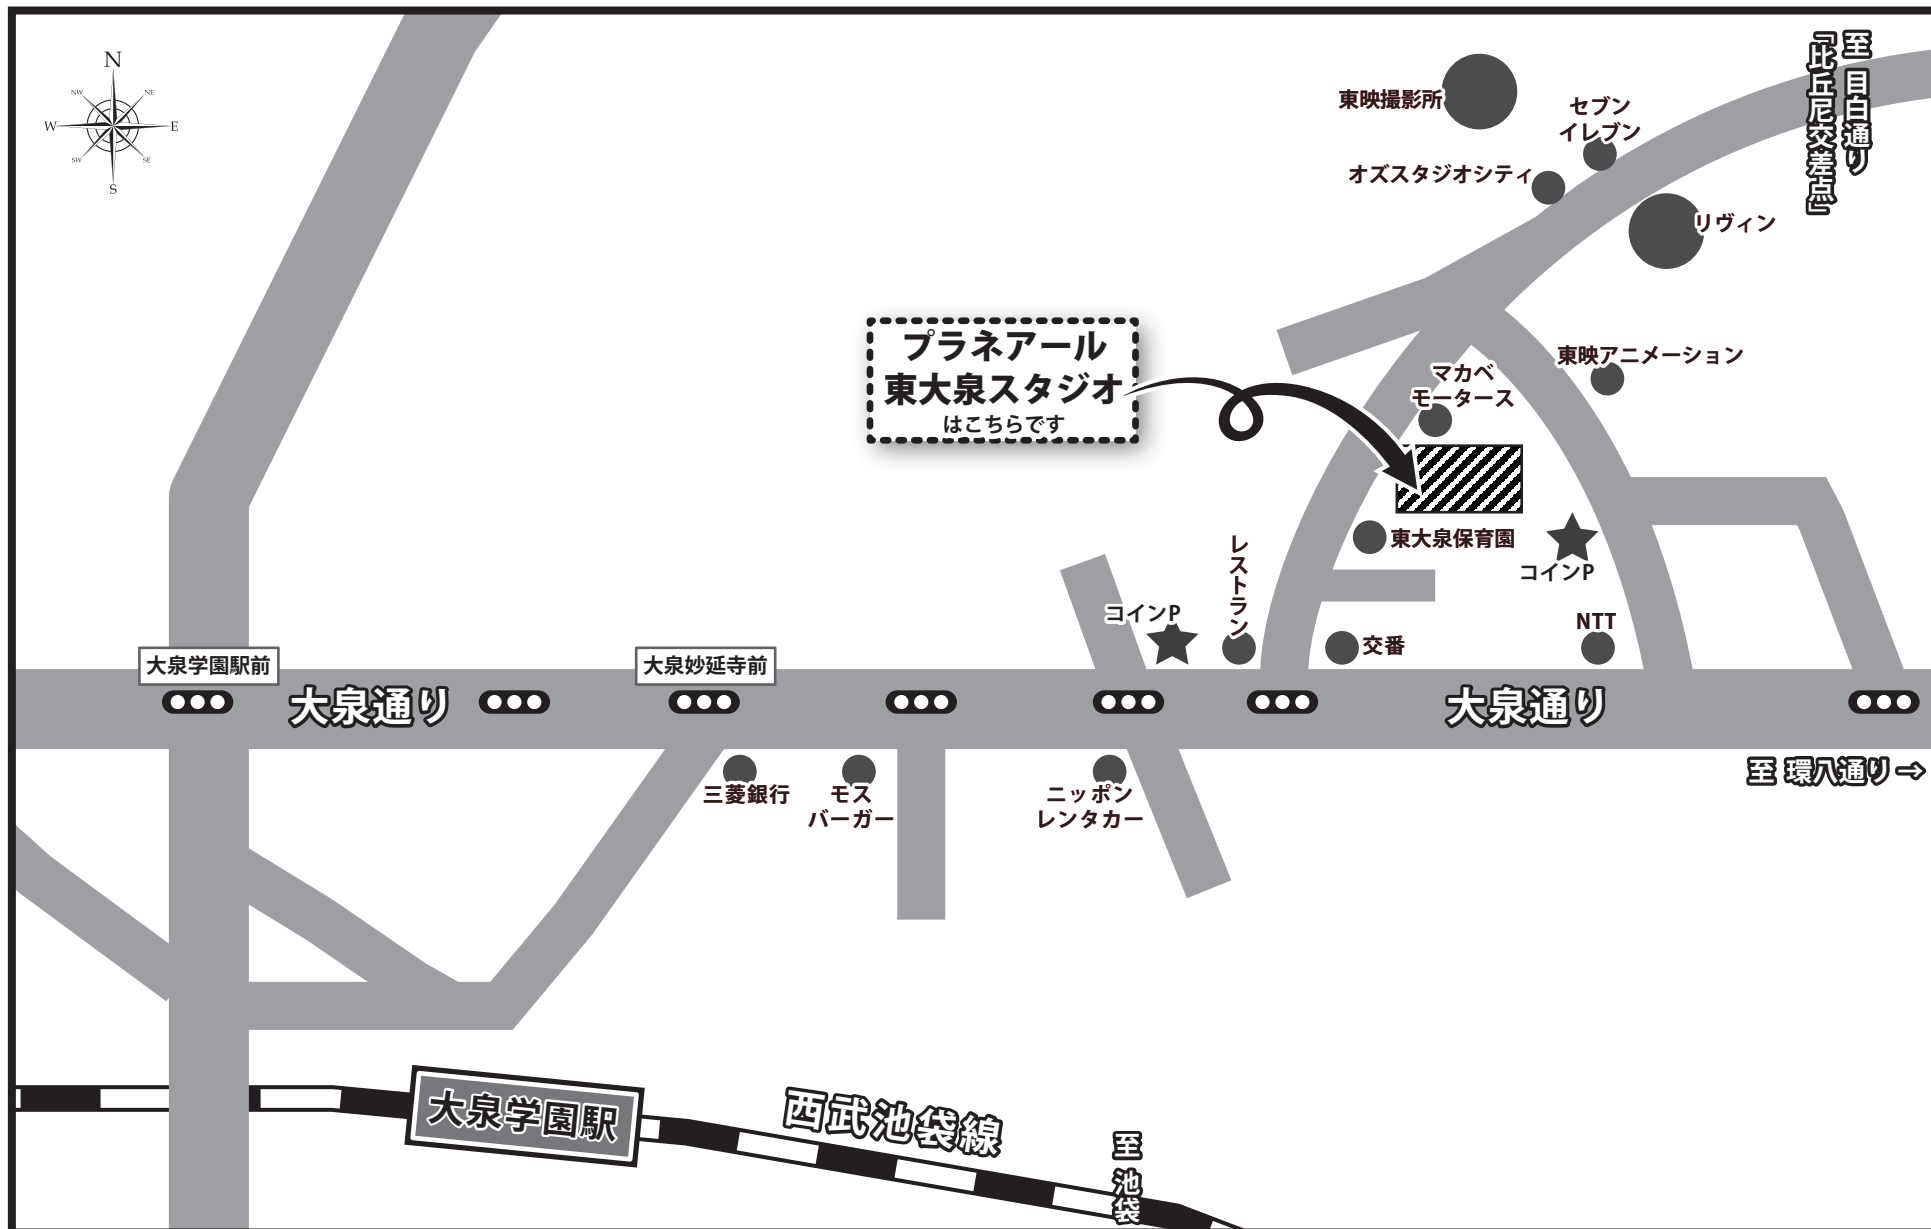 N
NW
NE
W
E
SW
SE
S
至 目白通り
「比丘尼交差点」
東映撮影所
セブン
イレブン
オズスタジオシティ
リヴィン
プラネアール
東大泉スタジオ
はこちらです
東映アニメーション
マカベ
モータース
東大泉保育園
コインP
レストラン
コインP
交番
NTT
大泉学園駅前
大泉妙延寺前
大泉通り
大泉通り
至 環八通り→
三菱銀行
モス
バーガー
ニッポン
レンタカー
大泉学園駅
西武池袋線
至 池袋